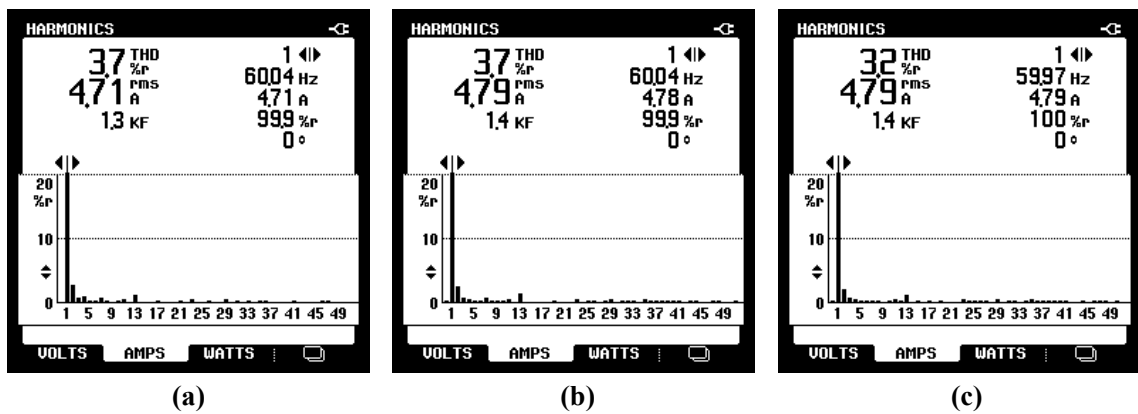 HARMONICS
3.7 THD %r
4.71 rms A
1.3 KF
1
60.04 Hz
4.71 A
99.9 %r
0 °
20
%r
10
0
1 5 9 13 17 21 25 29 33 37 41 45 49
VOLTS AMPS WATTS
(a)
HARMONICS
3.7 THD %r
4.79 rms A
1.4 KF
1
60.04 Hz
4.78 A
99.9 %r
0 °
20
%r
10
0
1 5 9 13 17 21 25 29 33 37 41 45 49
VOLTS AMPS WATTS
(b)
HARMONICS
3.2 THD %r
4.79 rms A
1.4 KF
1
59.97 Hz
4.79 A
100 %r
0 °
20
%r
10
0
1 5 9 13 17 21 25 29 33 37 41 45 49
VOLTS AMPS WATTS
(c)